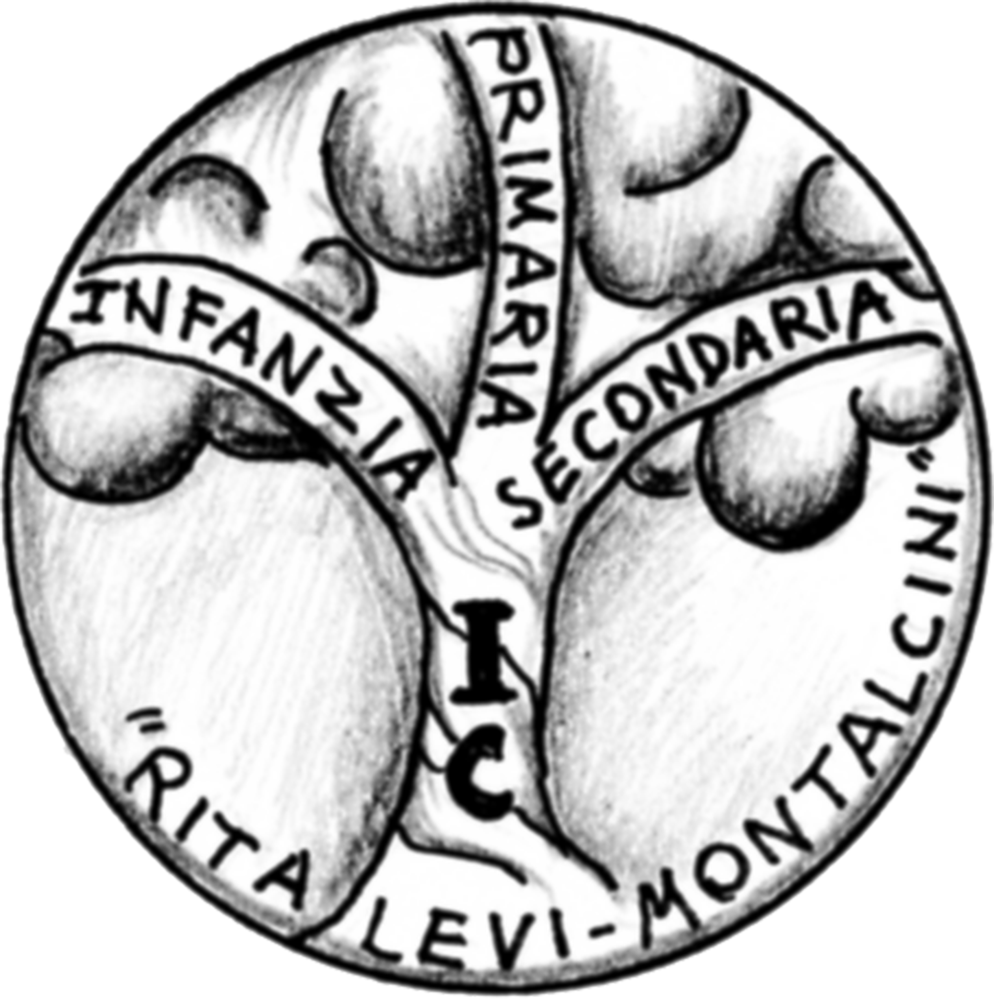 INFANZIA
PRIMARIA
SECONDARIA
I
C
"RITA LEVI-MONTALCINI"